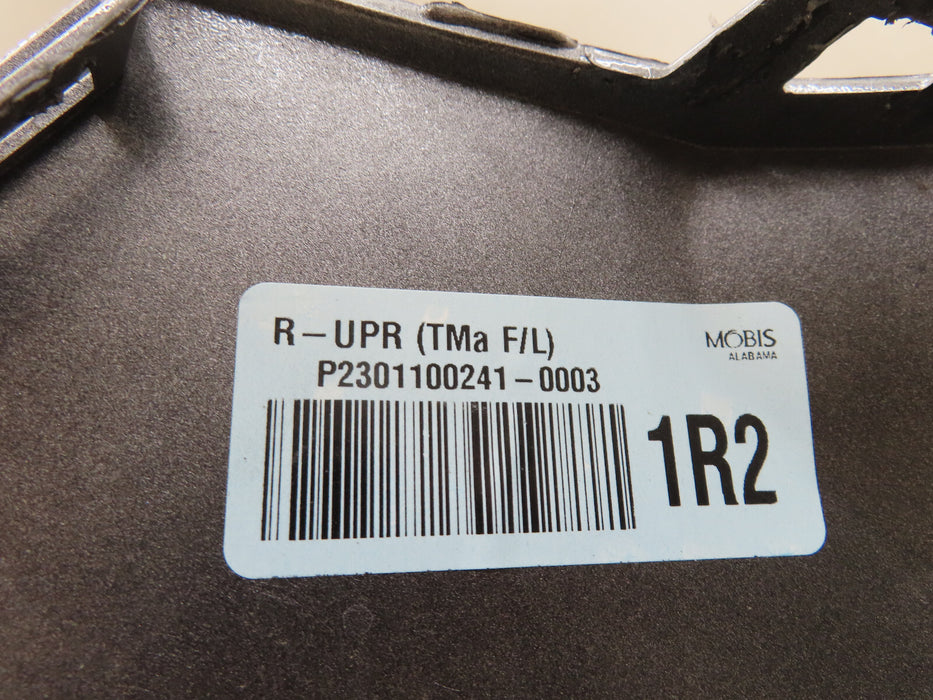 R-UPR (TMa F/L)
MOBIS
ALABAMA
P2301100241-0003
1R2